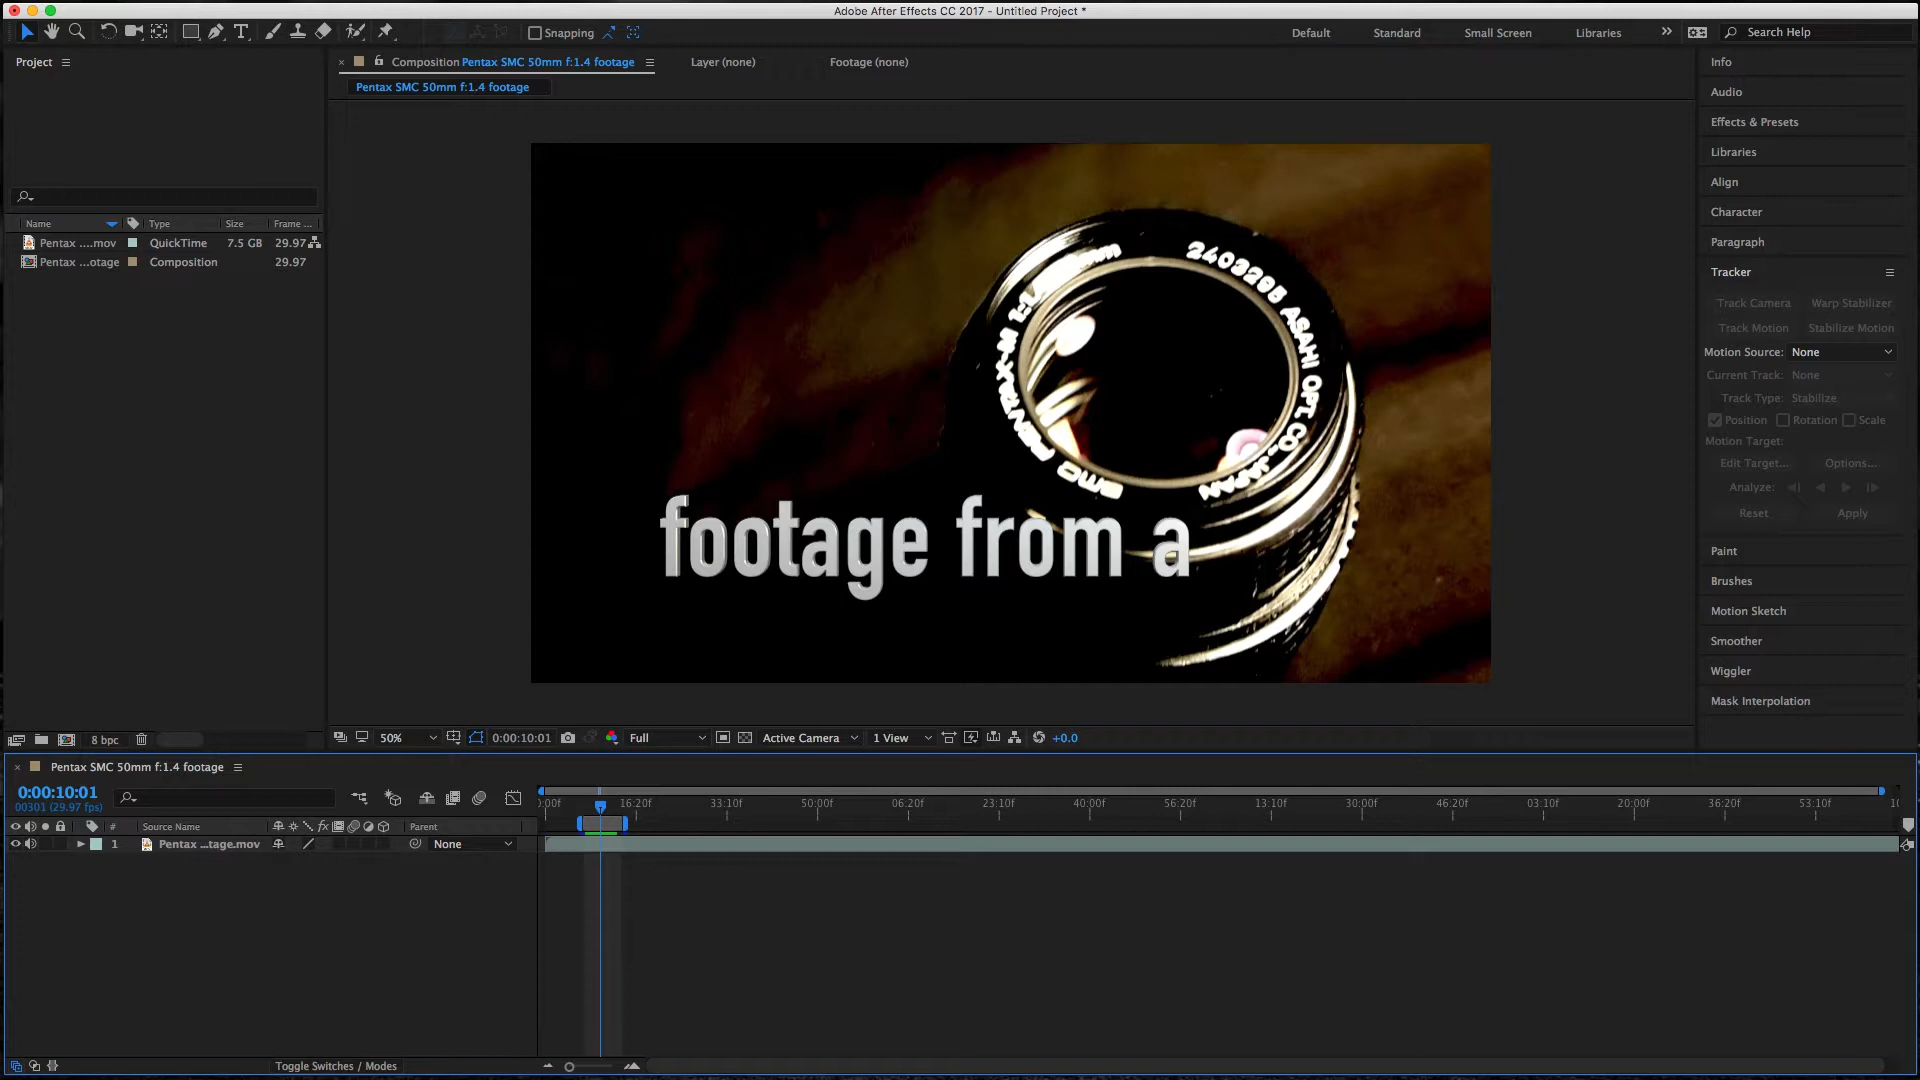 Adobe After Effects CC 2017 - Untitled Project *
Snapping
Default
Standard
Small Screen
Libraries
Search Help
Project
Composition Pentax SMC 50mm f:1.4 footage
Layer (none)
Footage (none)
Pentax SMC 50mm f:1.4 footage
Name
Type
Size
Frame ...
Pentax ....mov
QuickTime
7.5 GB
29.97
Pentax ...otage
Composition
29.97
2403295 ASAHI OPT. CO., JAPAN
smc PENTAX-M 1:1.4
footage from a
Info
Audio
Effects & Presets
Libraries
Align
Character
Paragraph
Tracker
Track Camera
Warp Stabilizer
Track Motion
Stabilize Motion
Motion Source: None
Current Track: None
Track Type: Stabilize
Position
Rotation
Scale
Motion Target:
Edit Target...
Options...
Analyze:
Reset
Apply
Paint
Brushes
Motion Sketch
Smoother
Wiggler
Mask Interpolation
8 bpc
50%
0:00:10:01
Full
Active Camera
1 View
+0.0
Pentax SMC 50mm f:1.4 footage
0:00:10:01
00301 (29.97 fps)
):00f
16:20f
33:10f
50:00f
06:20f
23:10f
40:00f
56:20f
13:10f
30:00f
46:20f
03:10f
20:00f
36:20f
53:10f
10
#
Source Name
fx
Parent
1
Pentax ...tage.mov
None
Toggle Switches / Modes